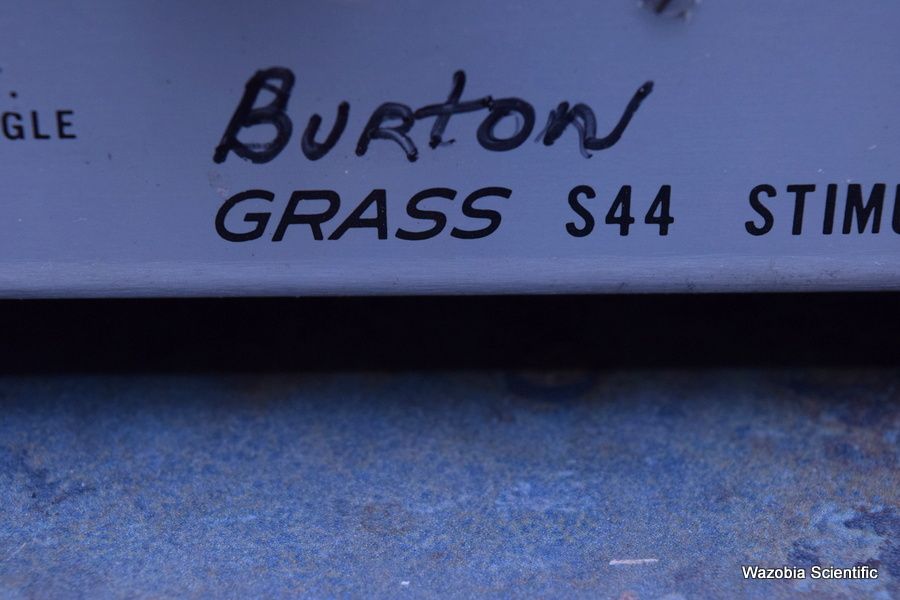 Burton
GLE
GRASS S44 STIMU
Wazobia Scientific